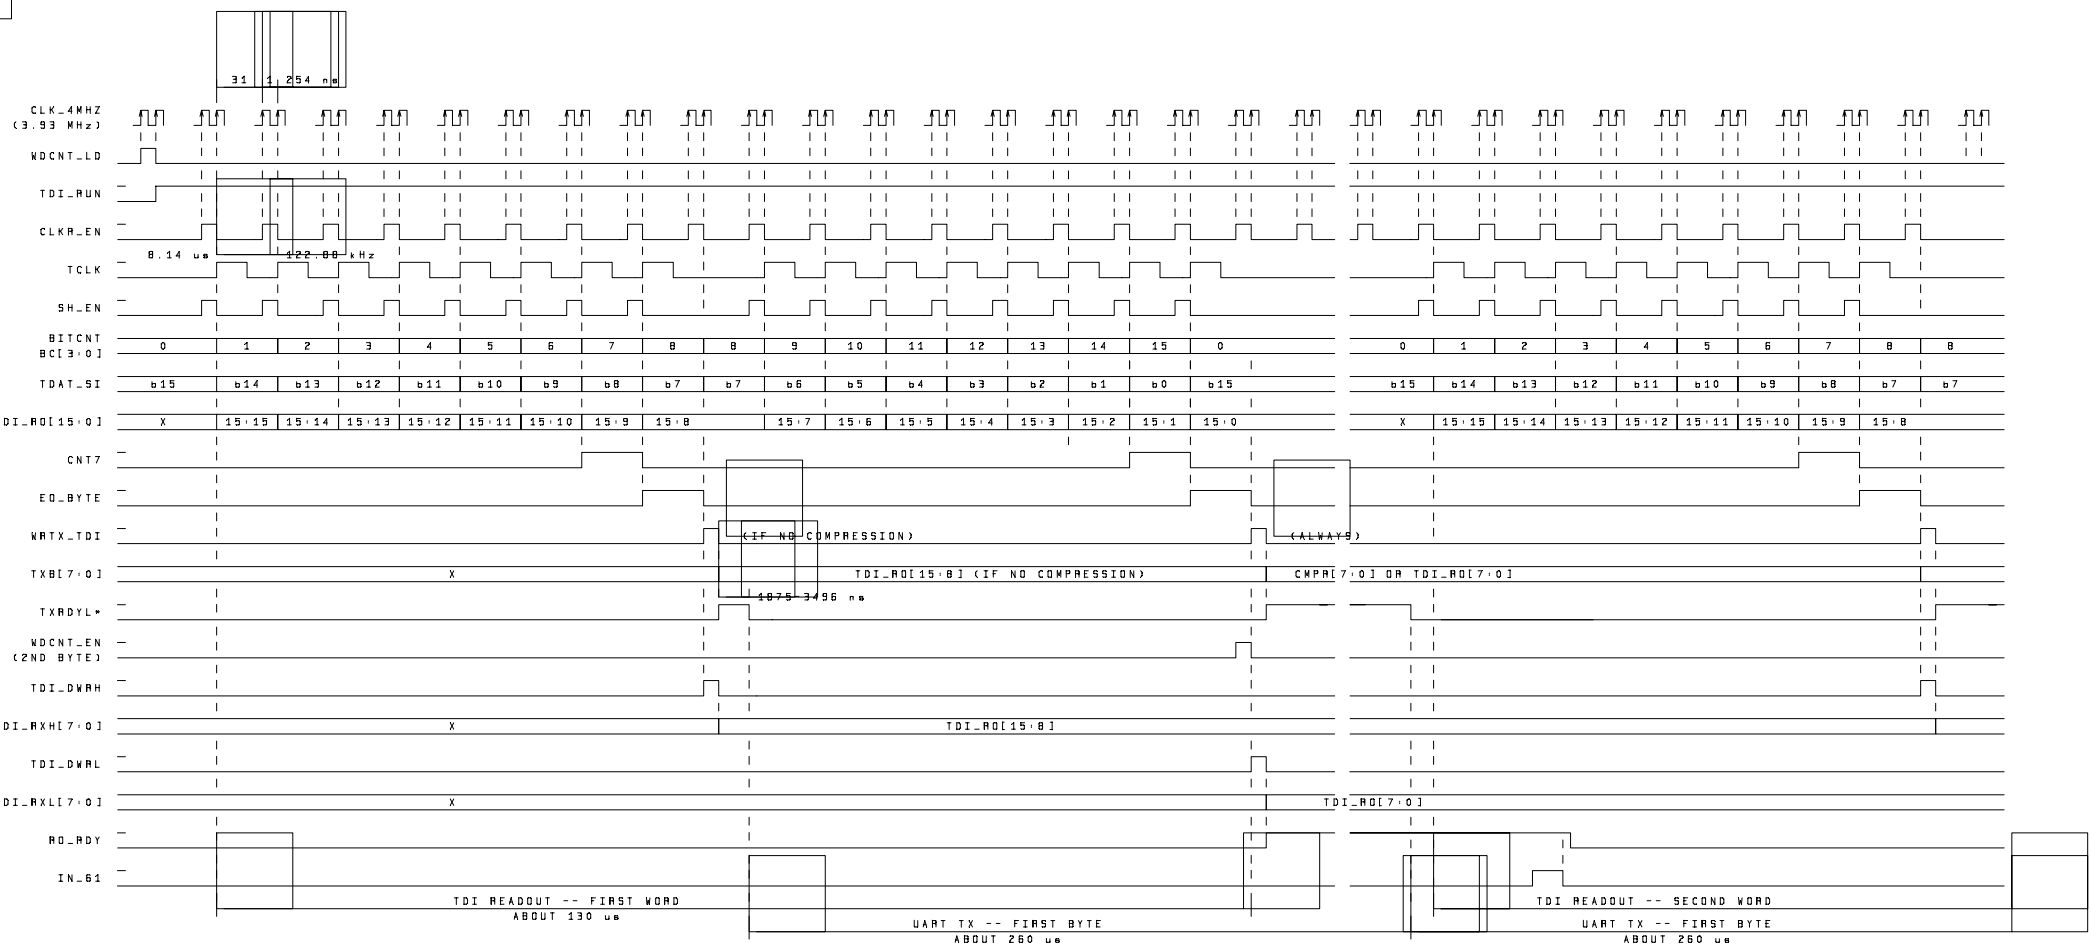 31 1 254 ns
CLK_4MHZ
(3.93 MHz)
WDCNT_LD
TDI_RUN
CLKR_EN
8.14 us 122.88 kHz
TCLK
SH_EN
BITCNT
BC[3:0] 0 1 2 3 4 5 6 7 8 8 9 10 11 12 13 14 15 0 0 1 2 3 4 5 6 7 8 8
TDAT_SI b15 b14 b13 b12 b11 b10 b9 b8 b7 b7 b6 b5 b4 b3 b2 b1 b0 b15 b15 b14 b13 b12 b11 b10 b9 b8 b7 b7
DI_RO[15:0] X 15:15 15:14 15:13 15:12 15:11 15:10 15:9 15:8 15:7 15:6 15:5 15:4 15:3 15:2 15:1 15:0 X 15:15 15:14 15:13 15:12 15:11 15:10 15:9 15:8
CNT7
EO_BYTE
WRTX_TDI (IF NO COMPRESSION) (ALWAYS)
TXB[7:0] X TDI_RO[15:8] (IF NO COMPRESSION) CMPR[7:0] OR TDI_RO[7:0]
1875-3496 ns
TXRDYL*
WDCNT_EN
(2ND BYTE)
TDI_DWRH
DI_RXH[7:0] X TDI_RO[15:8]
TDI_DWRL
DI_RXL[7:0] X TDI_RO[7:0]
RO_RDY
IN_61
TDI READOUT -- FIRST WORD TDI READOUT -- SECOND WORD
ABOUT 130 us
UART TX -- FIRST BYTE UART TX -- FIRST BYTE
ABOUT 260 us ABOUT 260 us